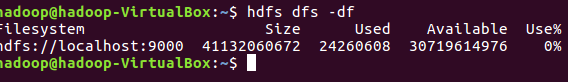 hadoop@hadoop-VirtualBox:~$ hdfs dfs -df
Filesystem Size Used Available Use%
hdfs://localhost:9000 41132060672 24260608 30719614976 0%
hadoop@hadoop-VirtualBox:~$